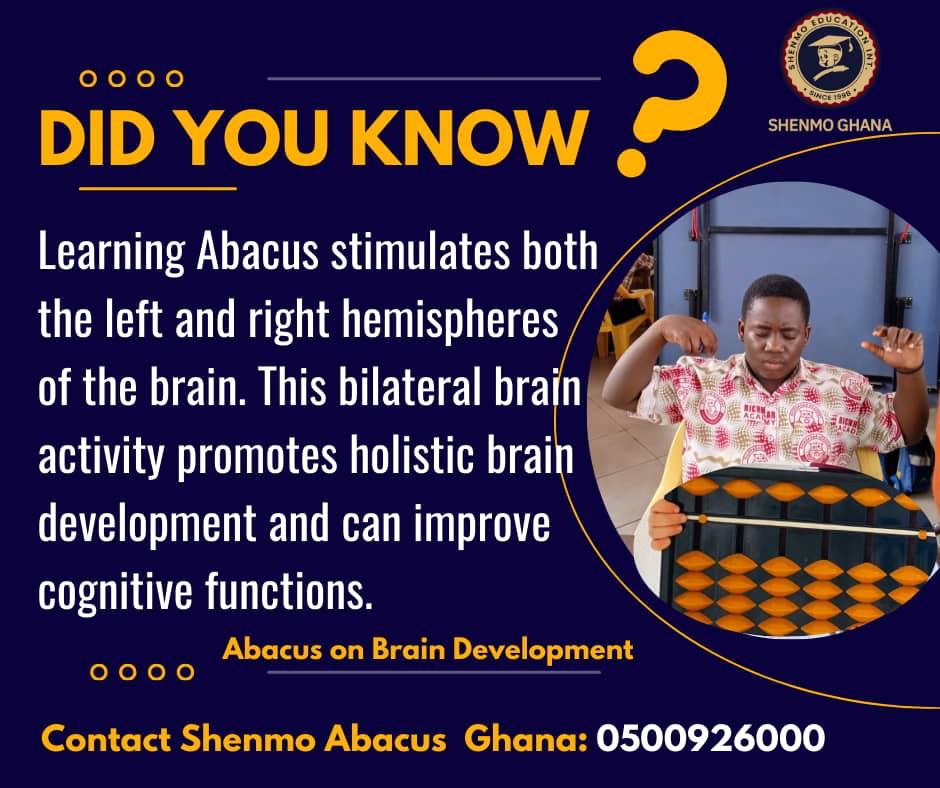 SHENMO EDUCATION INT.
SINCE 1998
SHENMO GHANA
DID YOU KNOW ?
Learning Abacus stimulates both
the left and right hemispheres
of the brain. This bilateral brain
activity promotes holistic brain
development and can improve
cognitive functions.
Abacus on Brain Development
Contact Shenmo Abacus Ghana: 0500926000